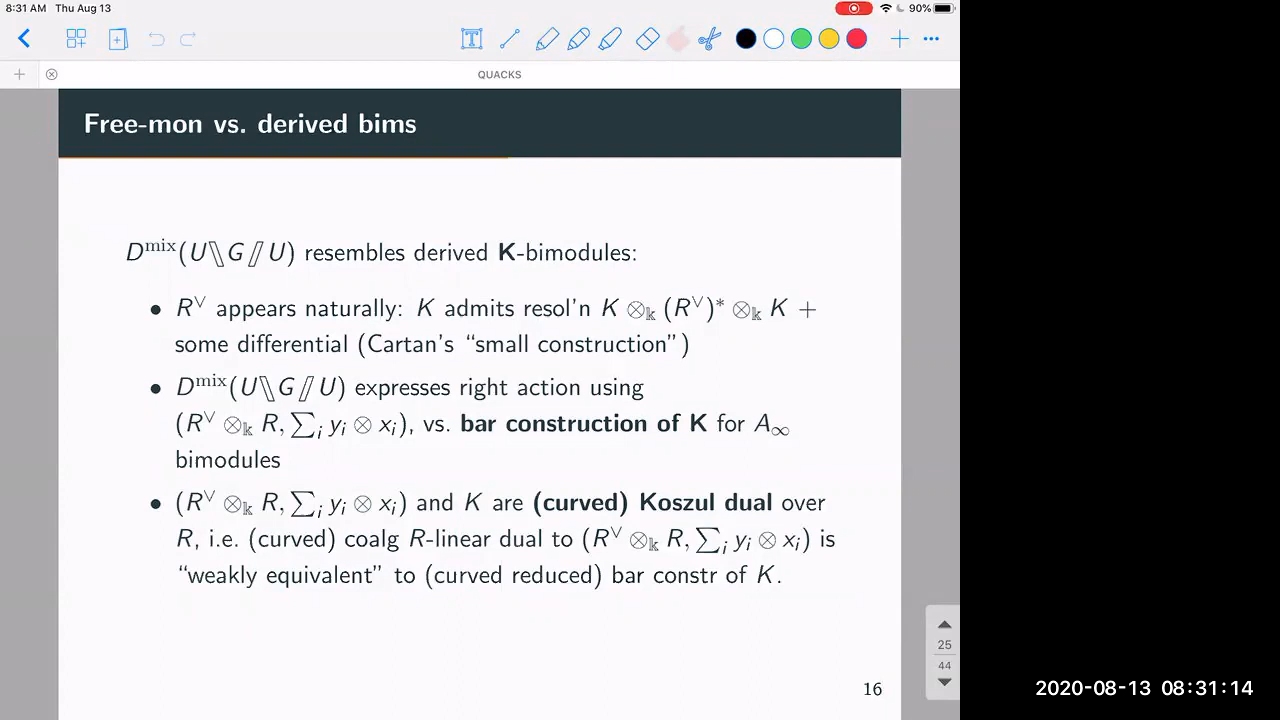 8:31 AM Thu Aug 13
90%
QUACKS
Free-mon vs. derived bims
D^mix(U\\G//U) resembles derived K-bimodules:
• R^∨ appears naturally: K admits resol'n K ⊗_𝕜 (R^∨)* ⊗_𝕜 K +
some differential (Cartan's “small construction”)
• D^mix(U\\G//U) expresses right action using
(R^∨ ⊗_𝕜 R, ∑_i y_i ⊗ x_i), vs. bar construction of K for A_∞
bimodules
• (R^∨ ⊗_𝕜 R, ∑_i y_i ⊗ x_i) and K are (curved) Koszul dual over
R, i.e. (curved) coalg R-linear dual to (R^∨ ⊗_𝕜 R, ∑_i y_i ⊗ x_i) is
“weakly equivalent” to (curved reduced) bar constr of K.
25
44
16
2020-08-13 08:31:14